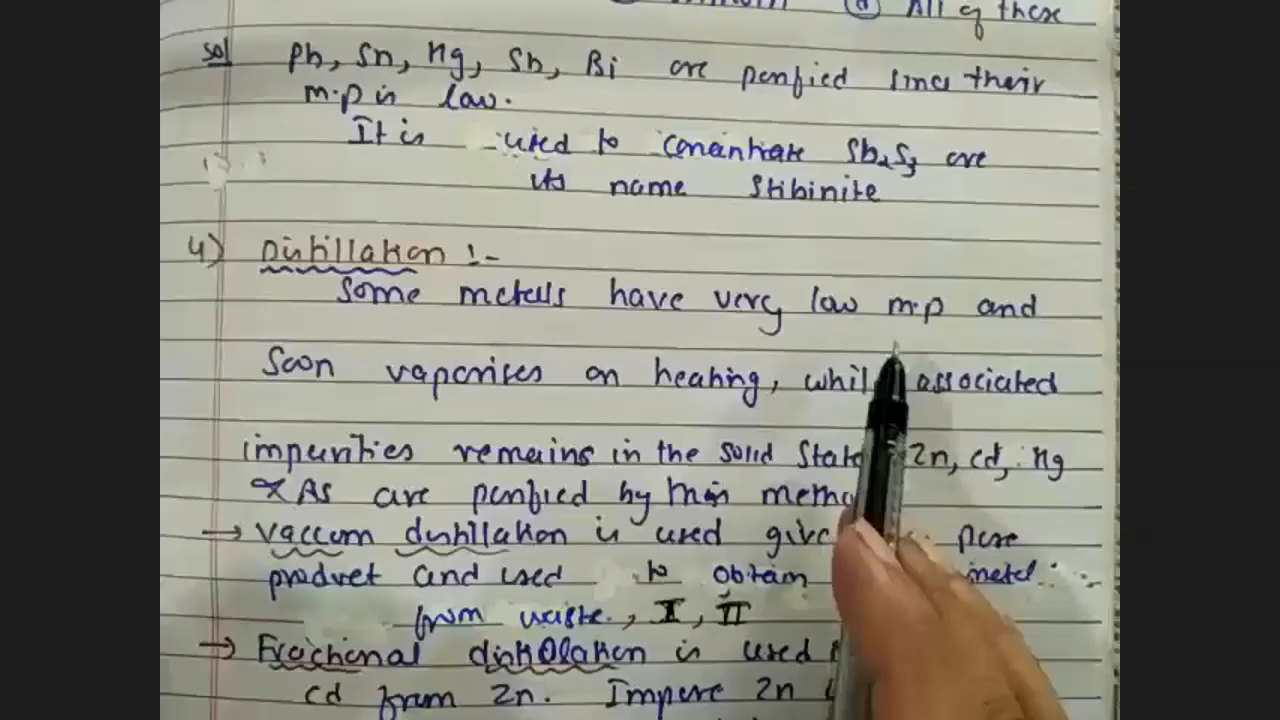 (d) All of these
Sol Pb, Sn, Hg, Sb, Bi are purified since their
m.p is low.
It is used to concentrate Sb2S3 ore
its name Stibinite
4) Distillation :-
Some metells have very low m.p and
Soon vaporises on heating, while associated
impurities remains in the solid State Zn, Cd, Hg
& As are purified by this
→ Vaccum distillation is used give pure
product and used to obtain metal
from waste, I, II
→ Fractional distillation is used
Cd from Zn. Impure Zn